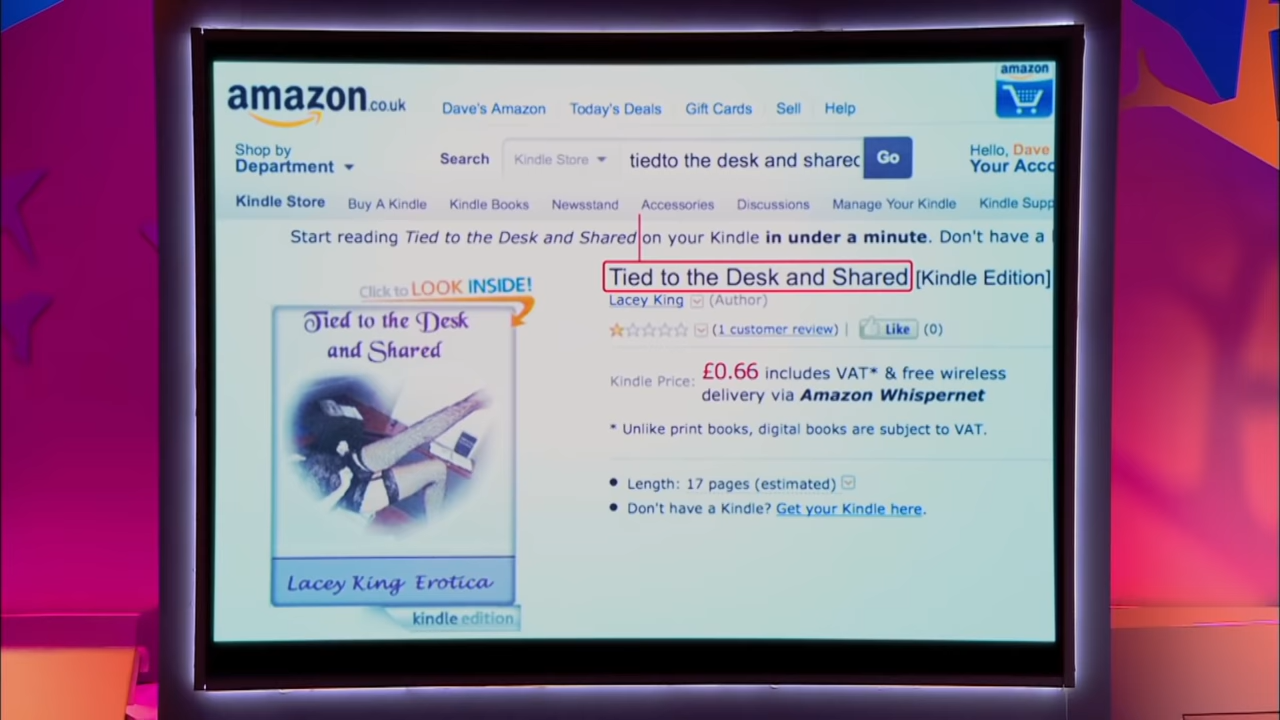 amazon.co.uk
Dave's Amazon Today's Deals Gift Cards Sell Help
amazon
Shop by
Department
Search Kindle Store tiedto the desk and shared Go
Hello, Dave
Your Acco
Kindle Store Buy A Kindle Kindle Books Newsstand Accessories Discussions Manage Your Kindle Kindle Supp
Start reading Tied to the Desk and Shared on your Kindle in under a minute. Don't have a
Click to LOOK INSIDE!
Tied to the Desk
and Shared
Lacey King Erotica
kindle edition
Tied to the Desk and Shared [Kindle Edition]
Lacey King (Author)
(1 customer review) | Like (0)
Kindle Price: £0.66 includes VAT* & free wireless
delivery via Amazon Whispernet
* Unlike print books, digital books are subject to VAT.
• Length: 17 pages (estimated)
• Don't have a Kindle? Get your Kindle here.